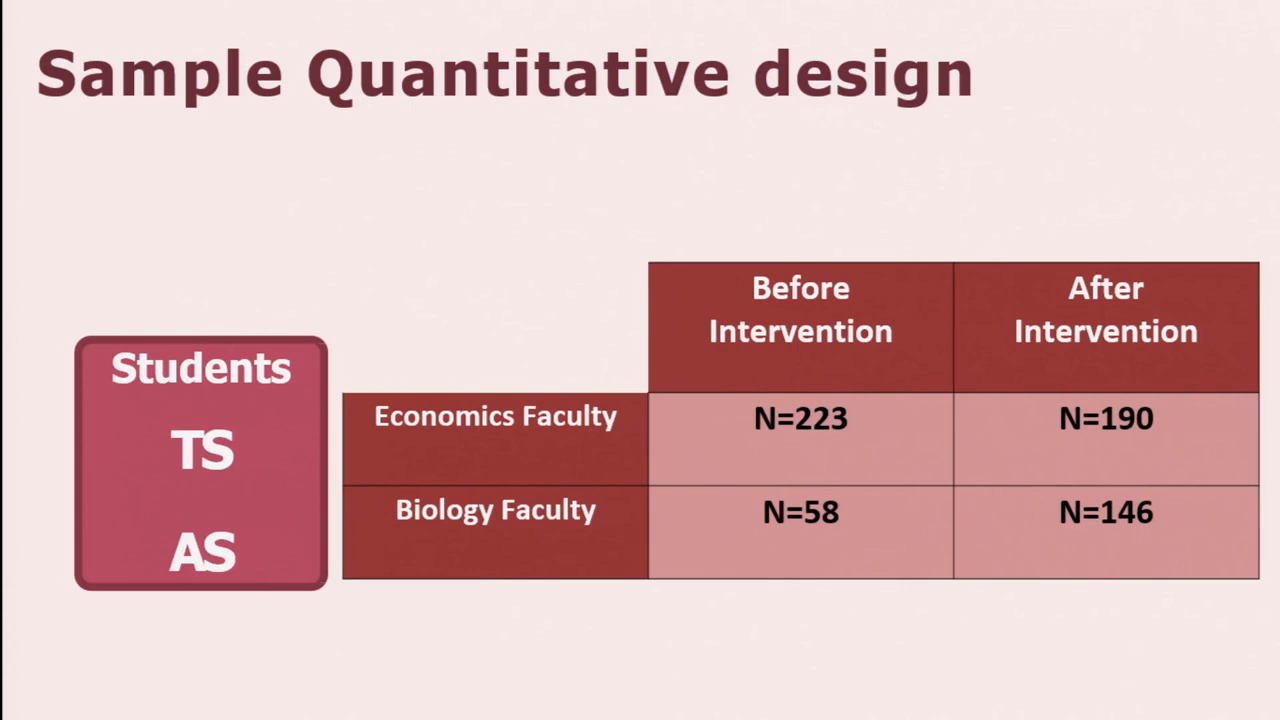 Sample Quantitative design
Students
TS
AS
Before
Intervention
After
Intervention
Economics Faculty
N=223
N=190
Biology Faculty
N=58
N=146